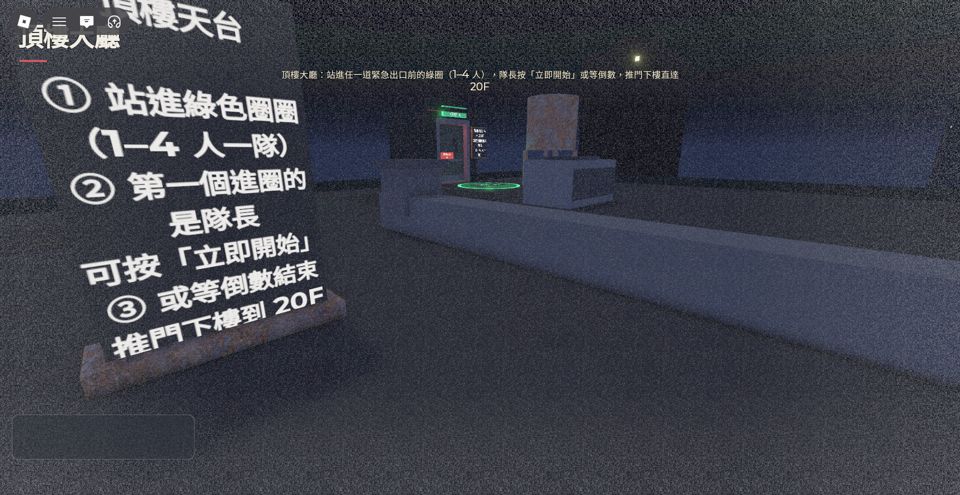 頂樓大廳
頂樓天台
① 站進綠色圈圈
（1–4 人一隊）
② 第一個進圈的
是隊長
可按「立即開始」
③ 或等倒數結束
推門下樓到 20F
頂樓大廳：站進任一道緊急出口前的綠圈（1–4 人），隊長按「立即開始」或等倒數，推門下樓直達
20F